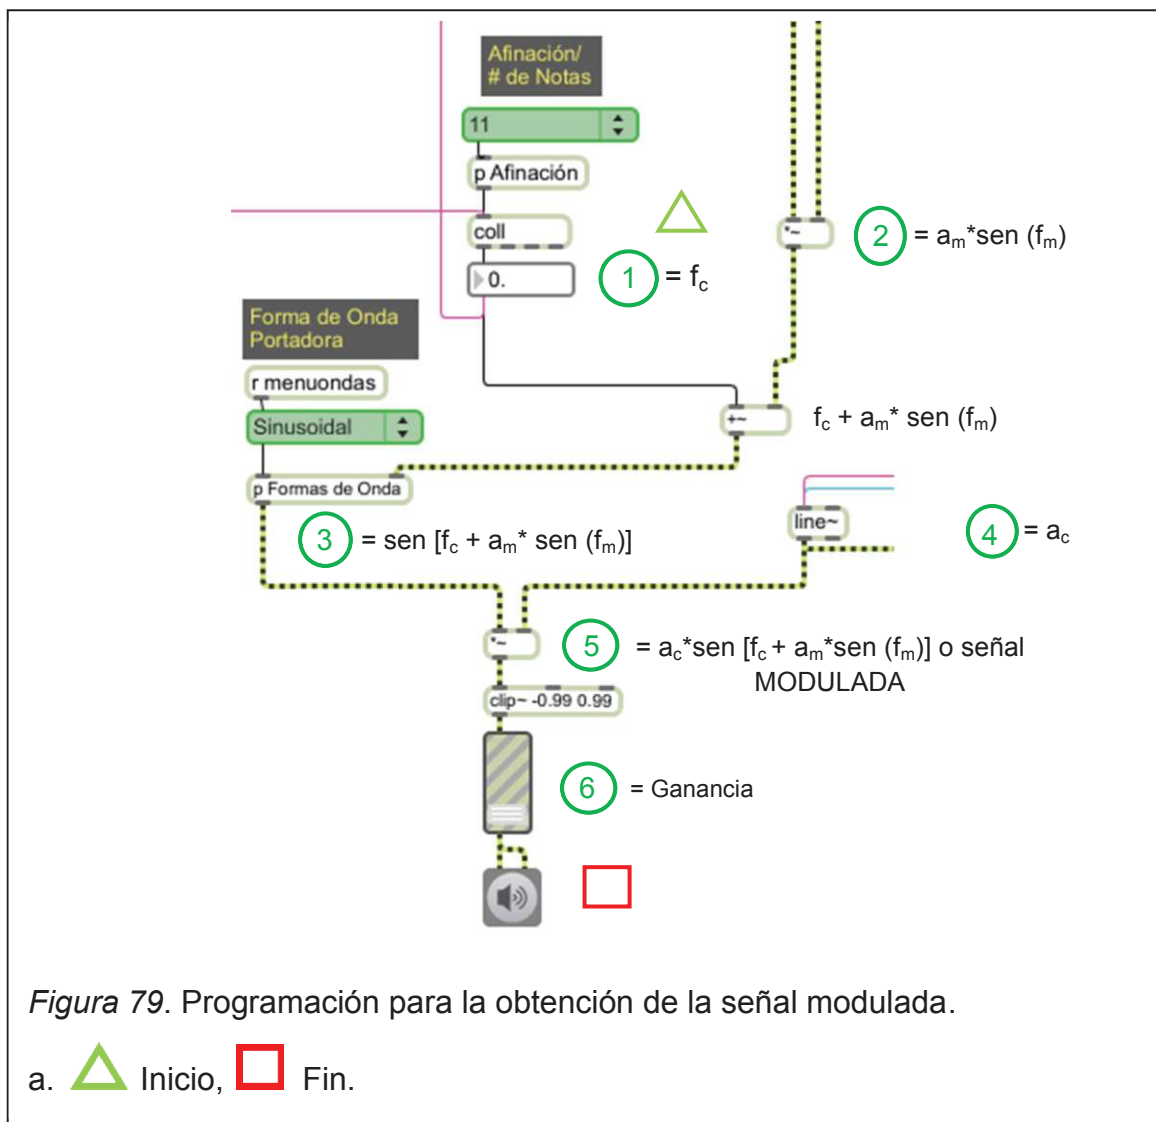 Afinación/
# de Notas
11
p Afinación
coll
0.
1 = fc
*~
2 = am*sen (fm)
Forma de Onda
Portadora
r menuondas
Sinusoidal
p Formas de Onda
+~
fc + am* sen (fm)
3 = sen [fc + am* sen (fm)]
line~
4 = ac
*~
5 = ac*sen [fc + am*sen (fm)] o señal
MODULADA
clip~ -0.99 0.99
6 = Ganancia
Figura 79. Programación para la obtención de la señal modulada.
a. Inicio, Fin.